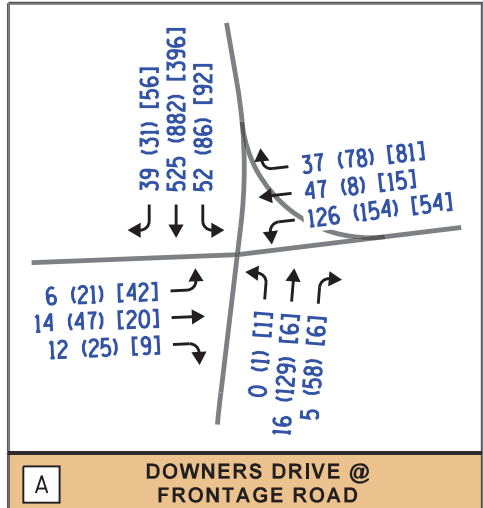 39 (31) [56]
525 (882) [396]
52 (86) [92]
37 (78) [81]
47 (8) [15]
126 (154) [54]
6 (21) [42]
14 (47) [20]
12 (25) [9]
0 (1) [1]
16 (129) [6]
5 (58) [6]
A
DOWNERS DRIVE @
FRONTAGE ROAD